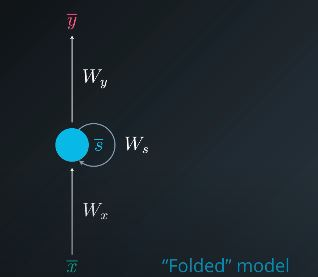 y̅
W_y
s̅ W_s
W_x
x̅ “Folded” model